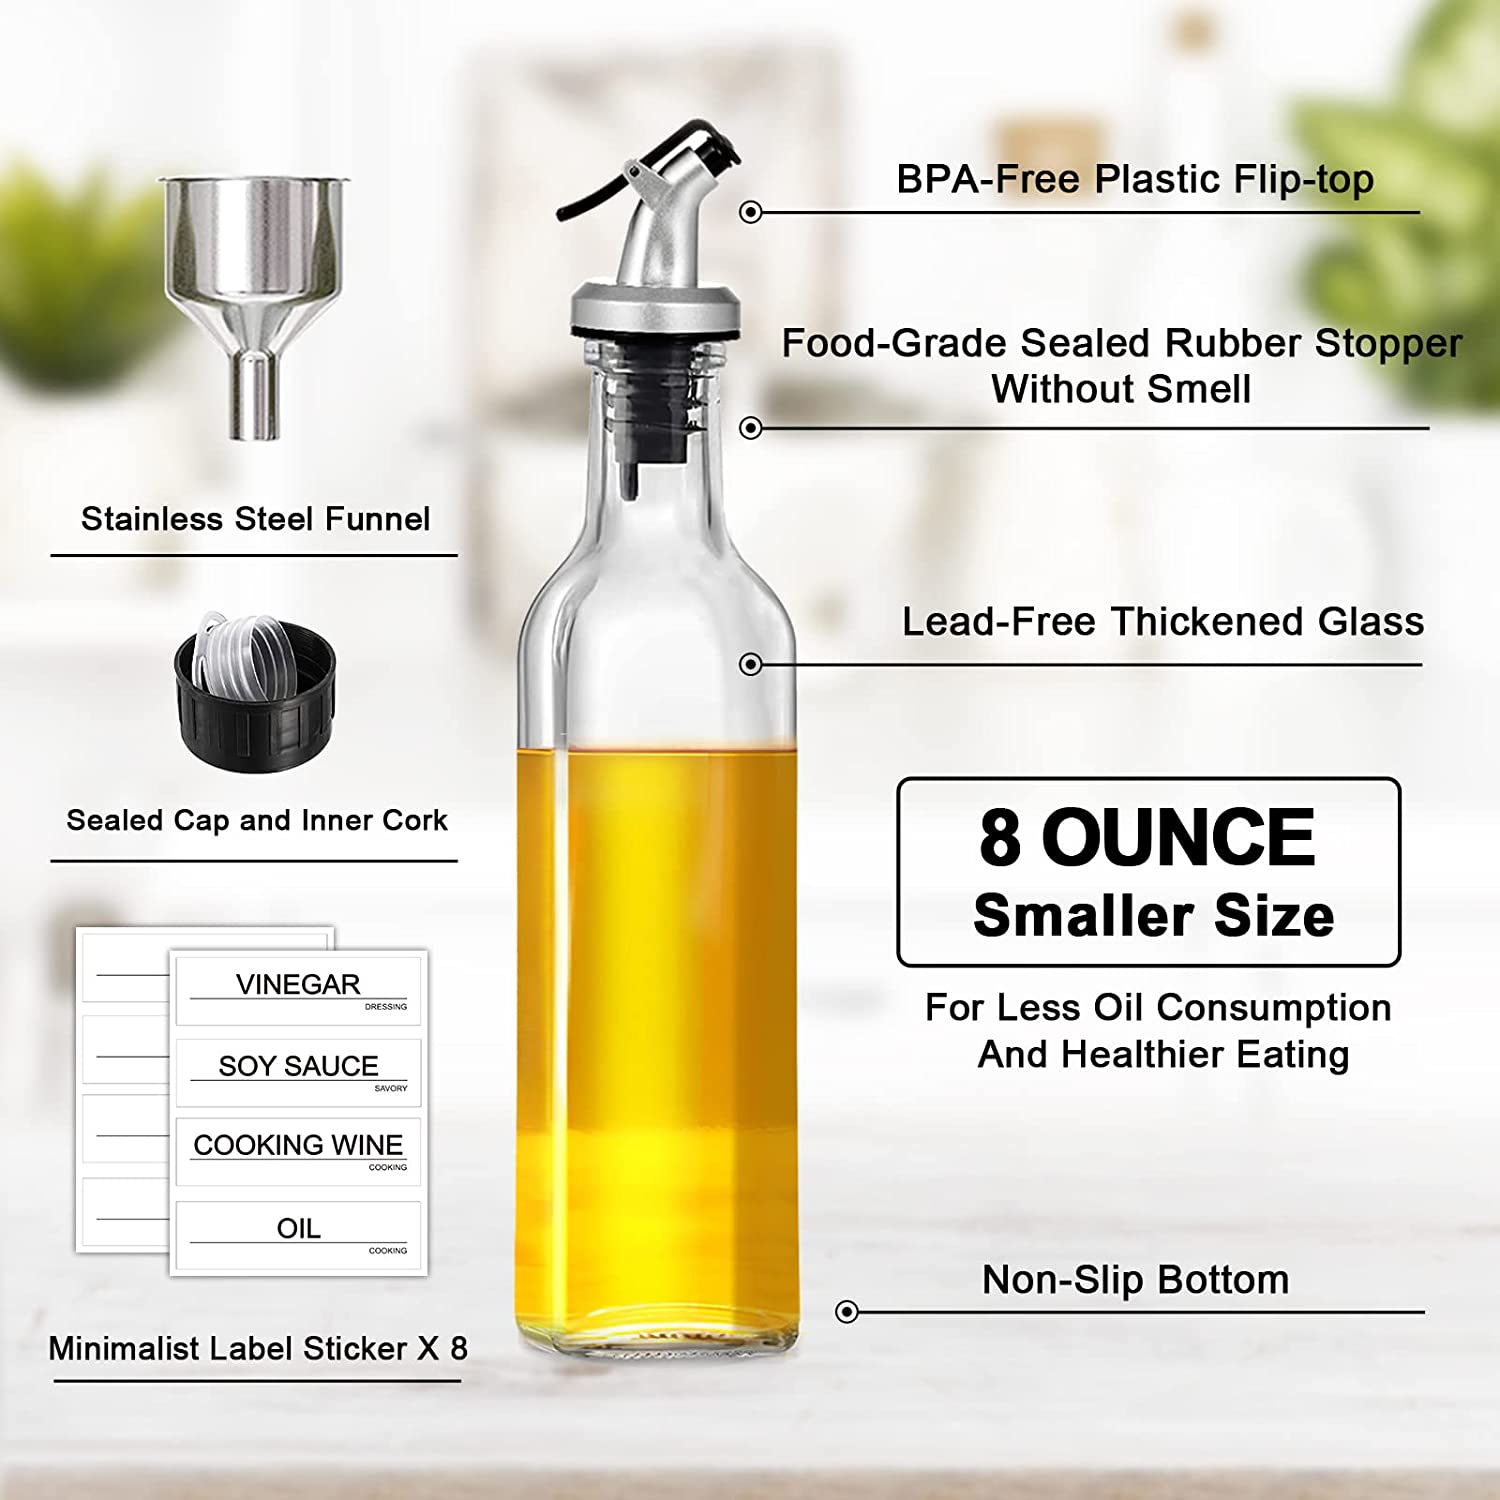 BPA-Free Plastic Flip-top
Food-Grade Sealed Rubber Stopper
Without Smell
Stainless Steel Funnel
Lead-Free Thickened Glass
Sealed Cap and Inner Cork
8 OUNCE
Smaller Size
For Less Oil Consumption
And Healthier Eating
VINEGAR
DRESSING
SOY SAUCE
SAVORY
COOKING WINE
COOKING
OIL
COOKING
Minimalist Label Sticker X 8
Non-Slip Bottom